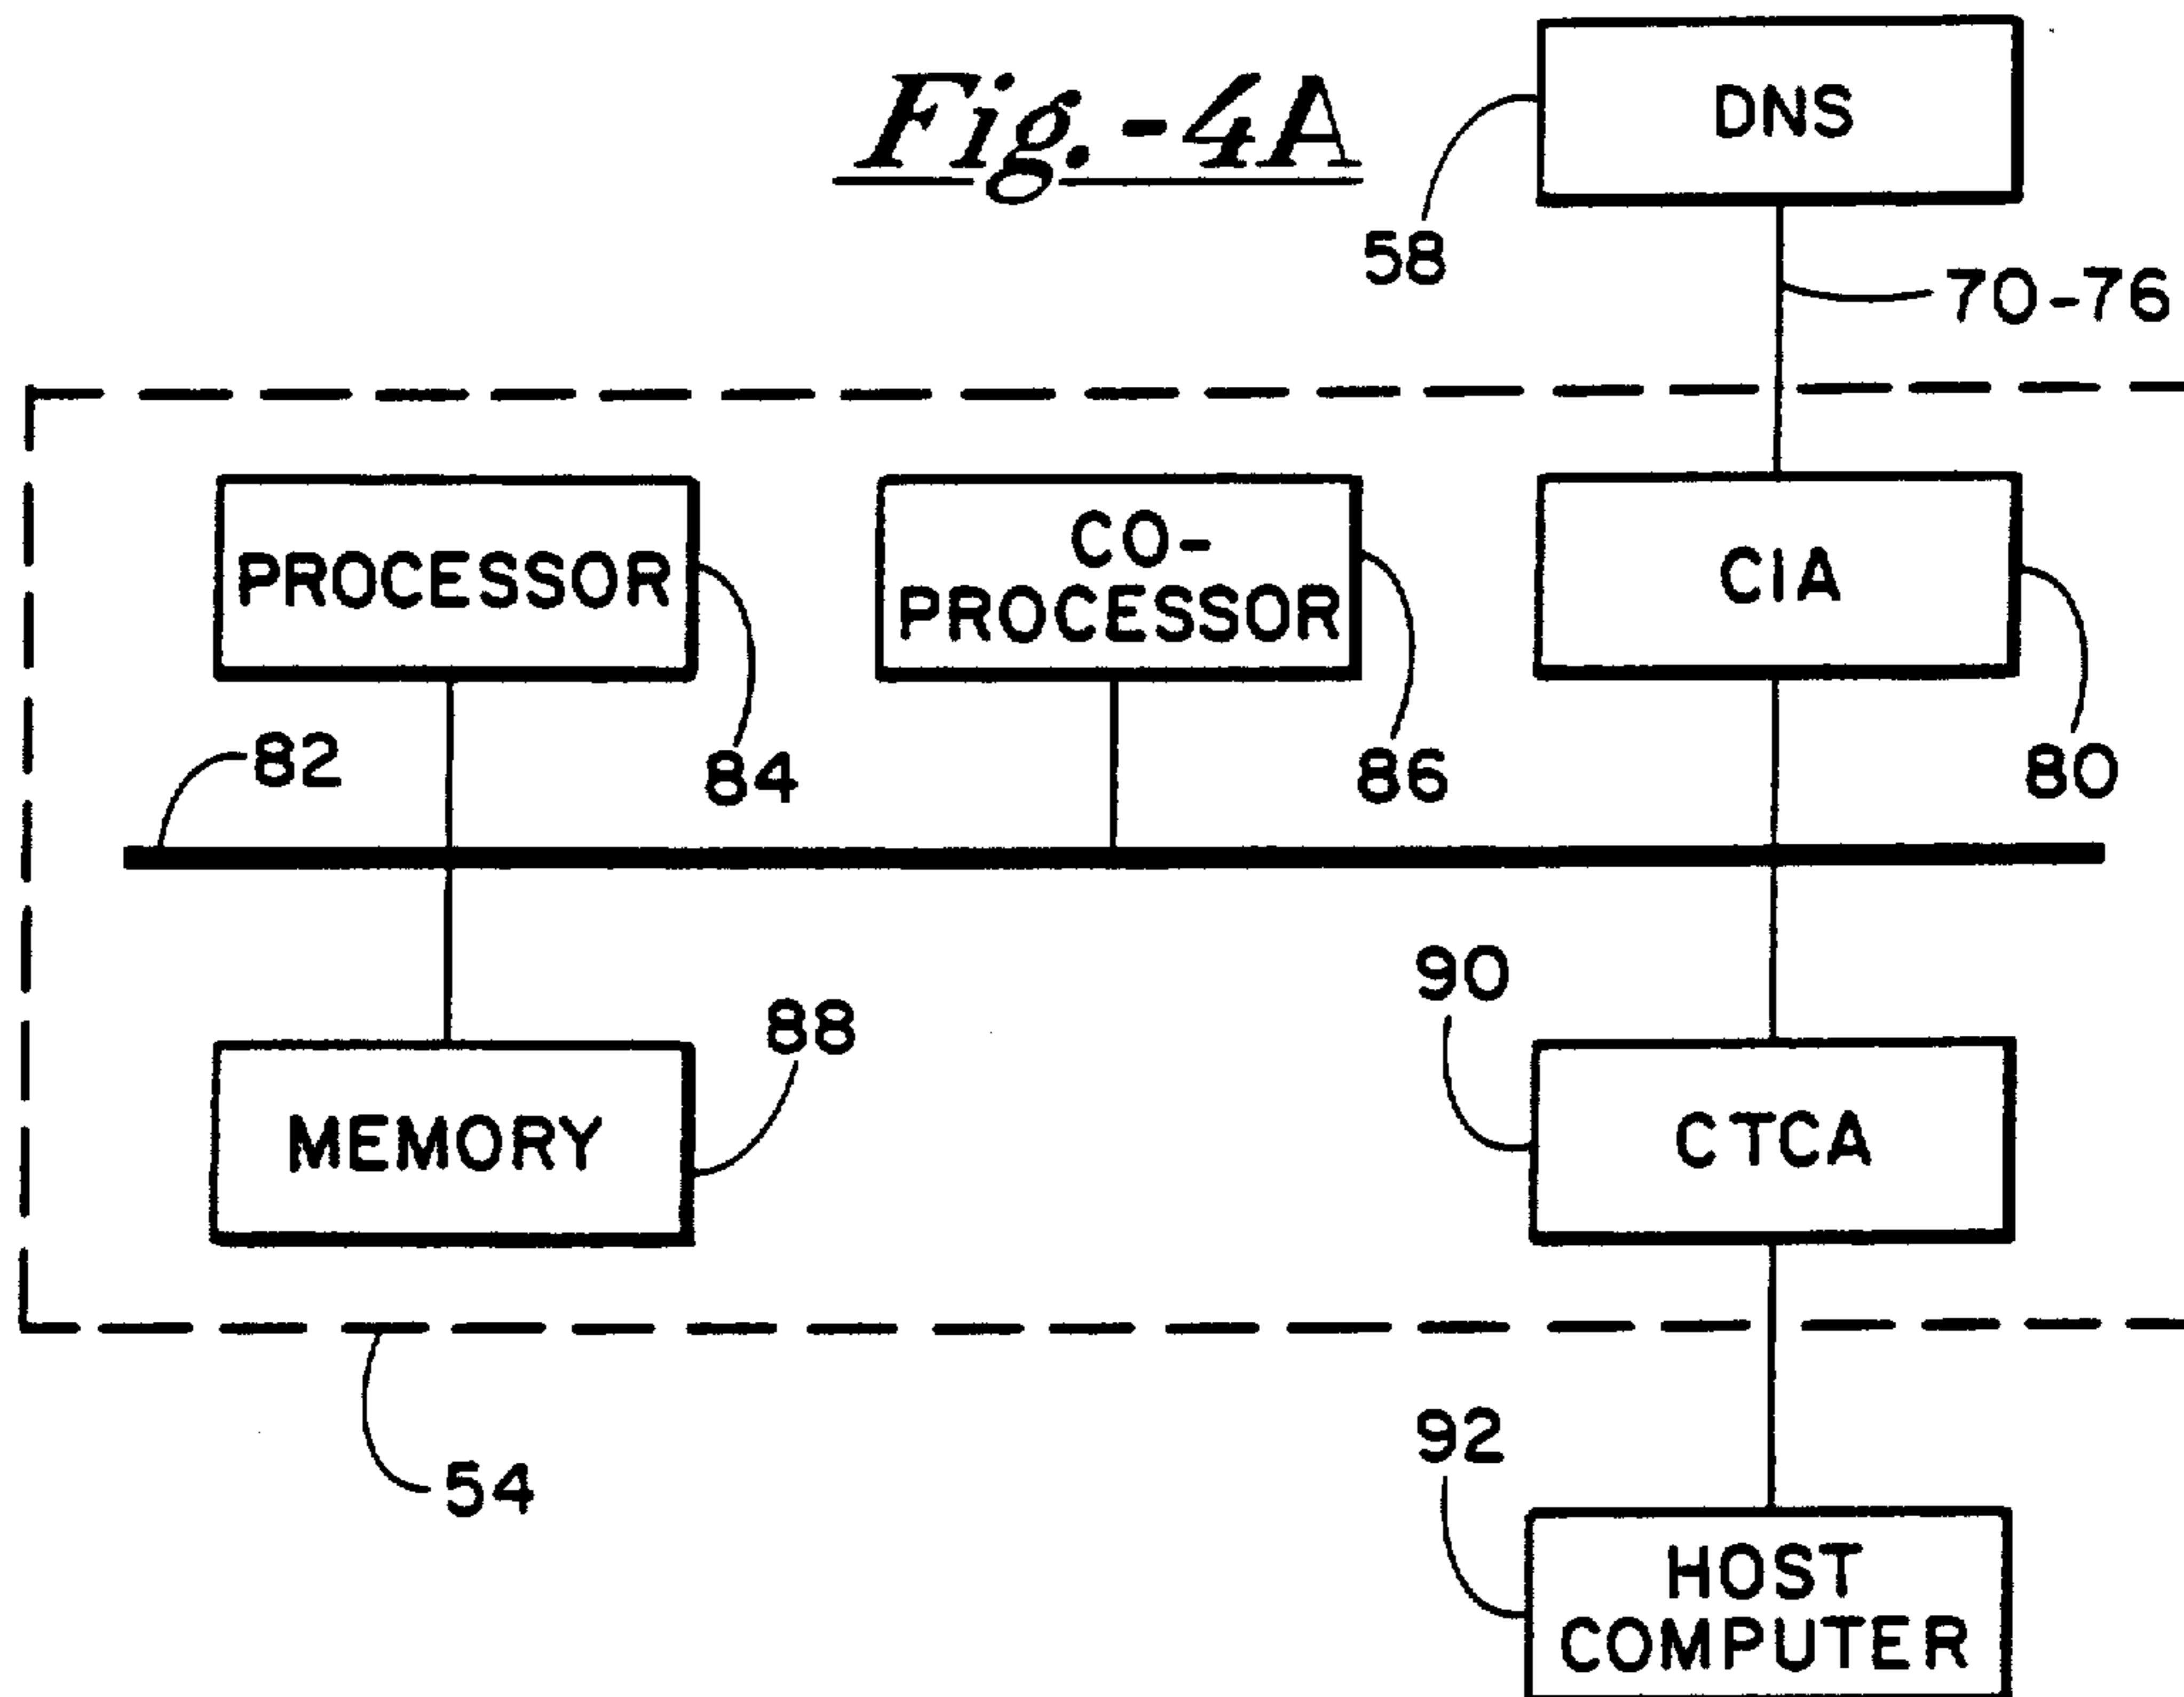 Fig.-4A
DNS
58
70-76
PROCESSOR
CO-
PROCESSOR
CIA
82
84
86
80
90
88
MEMORY
CTCA
92
54
HOST
COMPUTER